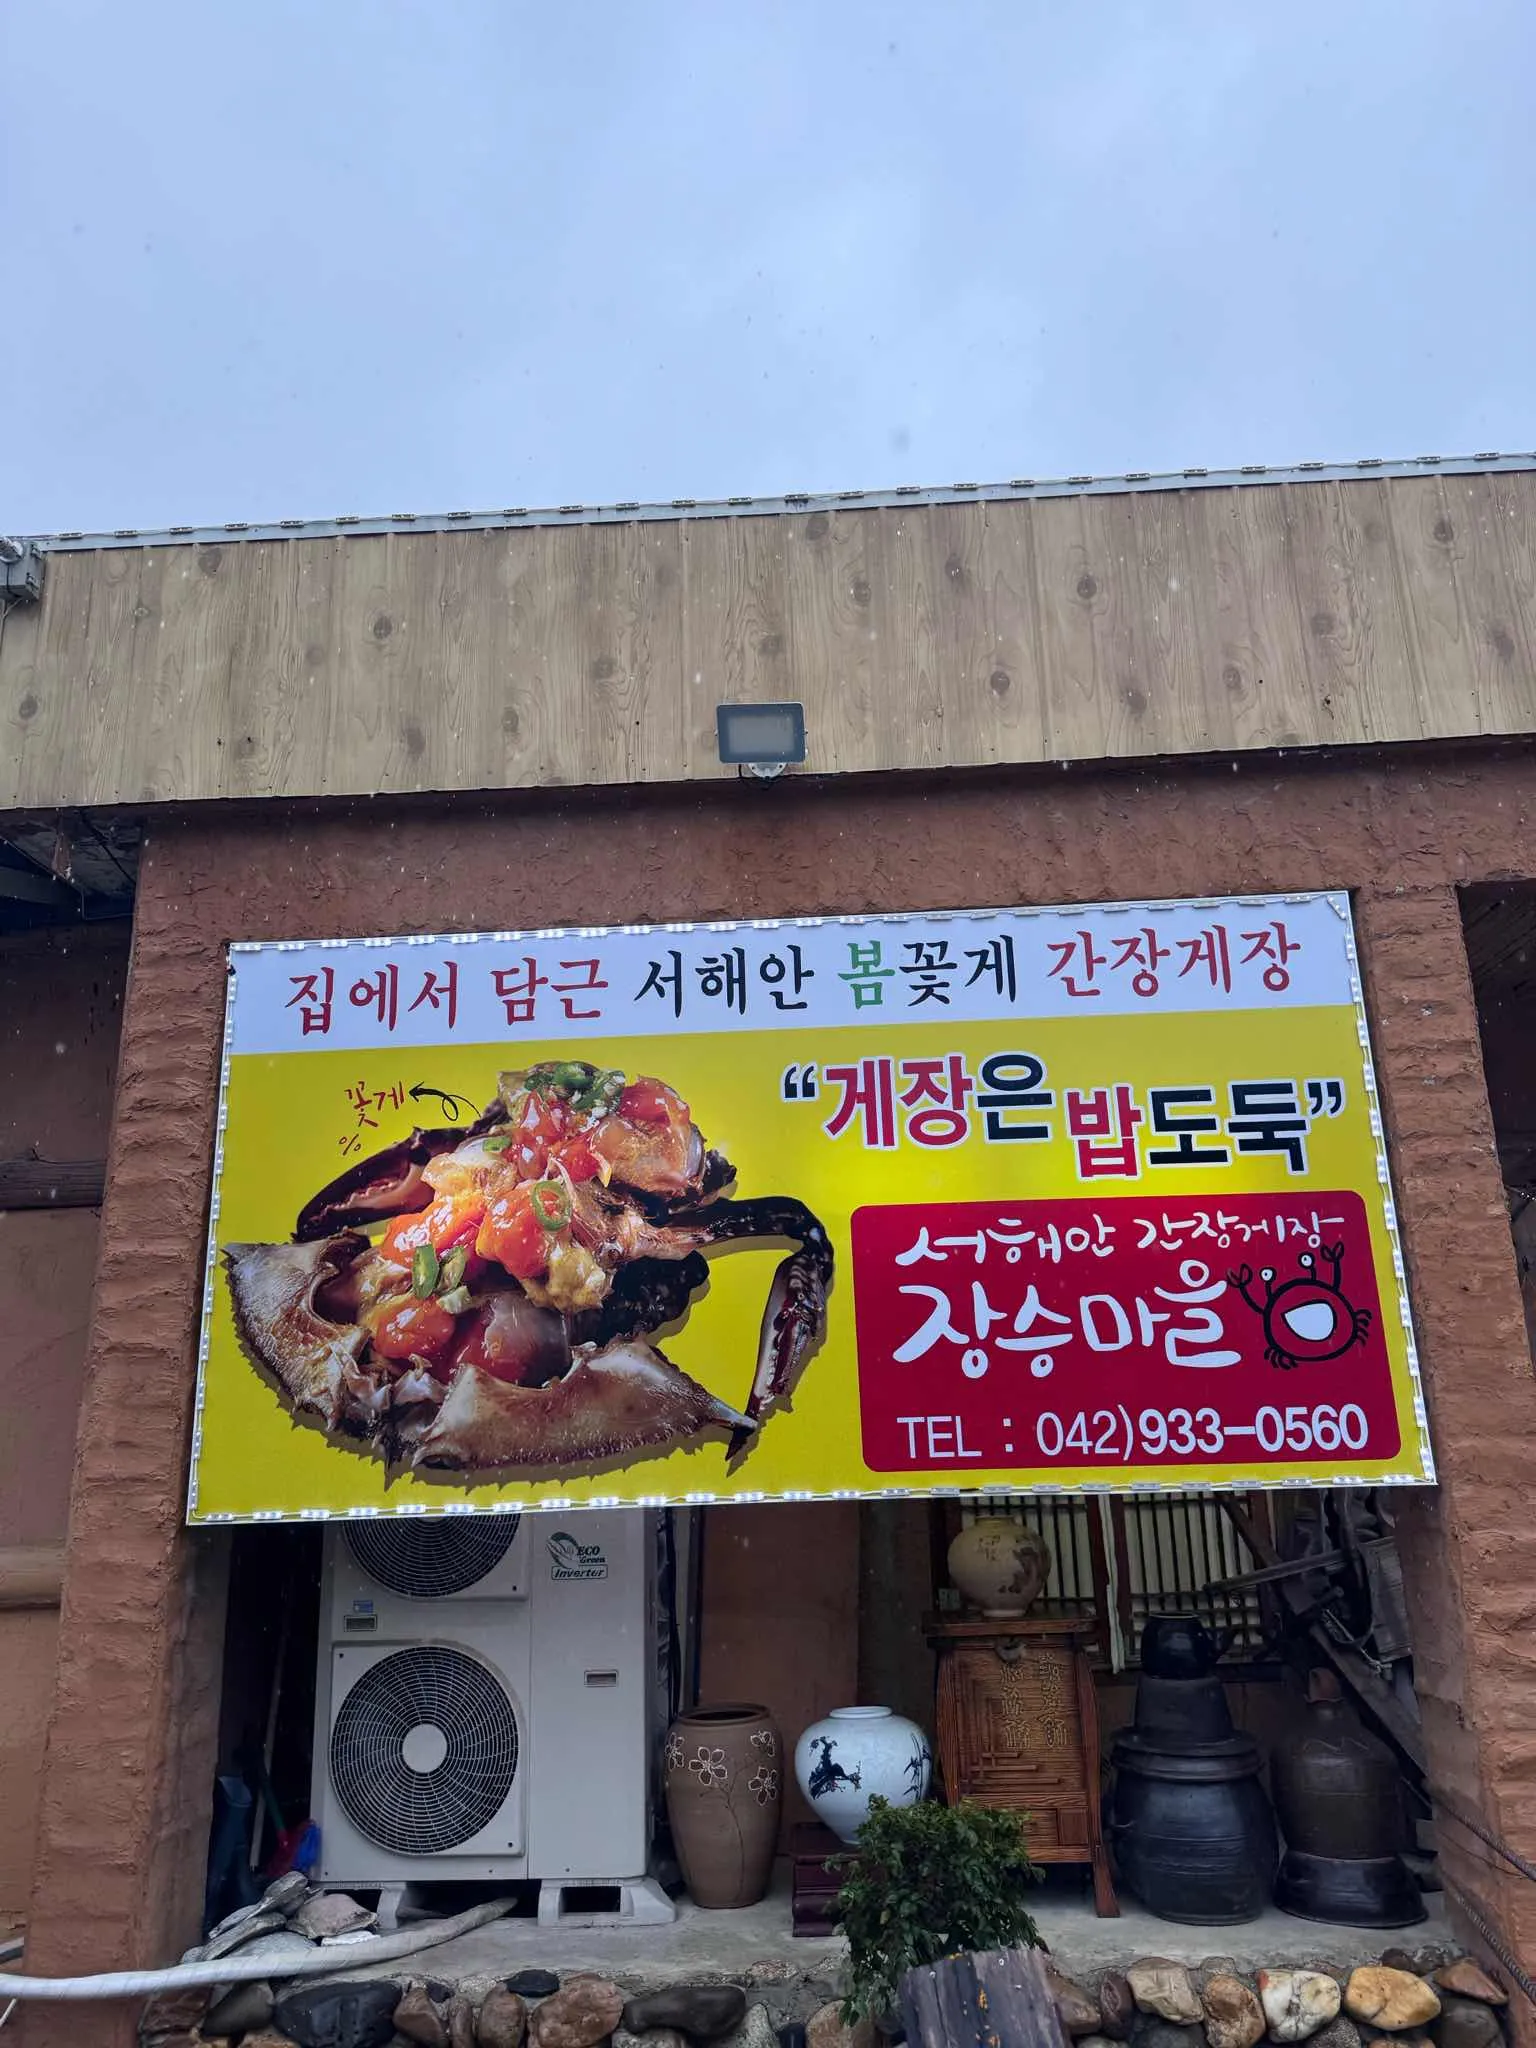 집에서 담근 서해안 봄꽃게 간장게장
꽃게
%
“게장은 밥도둑”
서해안 간장게장
장승마을
TEL : 042)933-0560
ECO
Green
Inverter